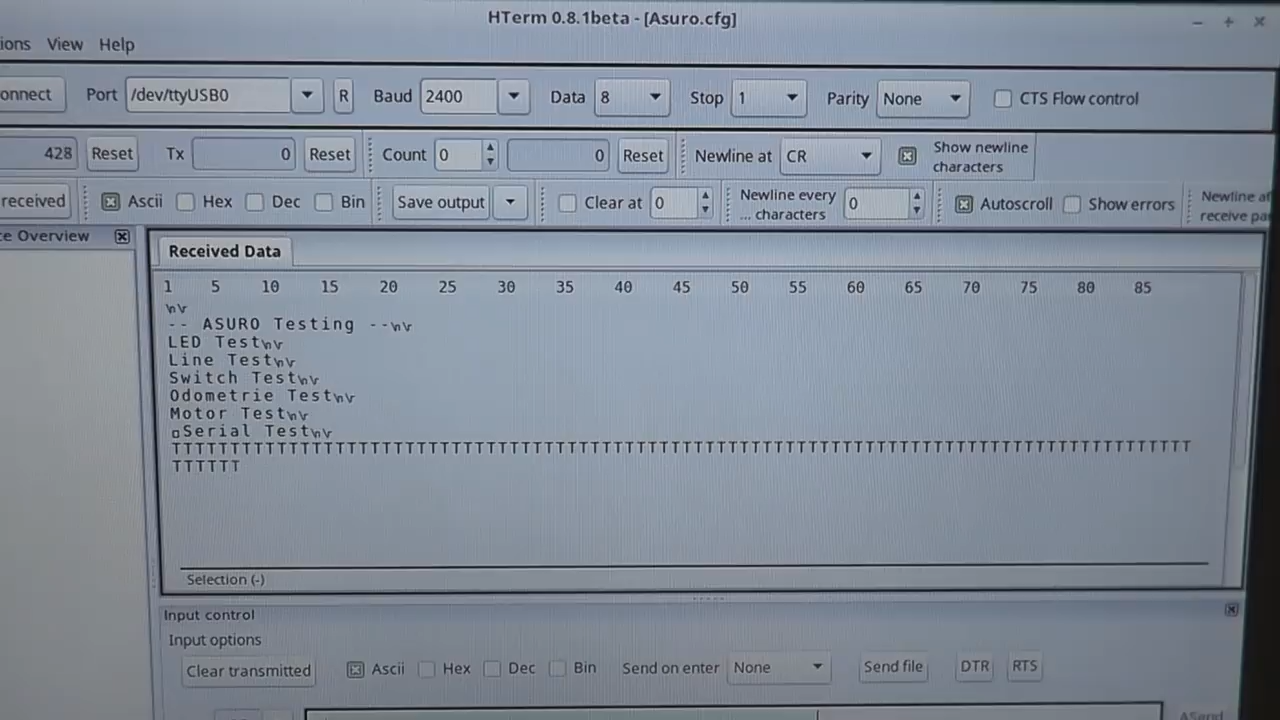 HTerm 0.8.1beta - [Asuro.cfg]
ions View Help
onnect Port /dev/ttyUSB0 R Baud 2400 Data 8 Stop 1 Parity None CTS Flow control
428 Reset Tx 0 Reset Count 0 0 Reset Newline at CR Show newline characters
received Ascii Hex Dec Bin Save output Clear at 0 Newline every ... characters 0 Autoscroll Show errors Newline at receive pa
e Overview
Received Data
1 5 10 15 20 25 30 35 40 45 50 55 60 65 70 75 80 85
\n\r
-- ASURO Testing --\n\r
LED Test\n\r
Line Test\n\r
Switch Test\n\r
Odometrie Test\n\r
Motor Test\n\r
Serial Test\n\r
TTTTTTTTTTTTTTTTTTTTTTTTTTTTTTTTTTTTTTTTTTTTTTTTTTTTTTTTTTTTTTTTTTTTTTTTTTTTTTTTTTTTTTT
TTTTTT
Selection (-)
Input control
Input options
Clear transmitted Ascii Hex Dec Bin Send on enter None Send file DTR RTS